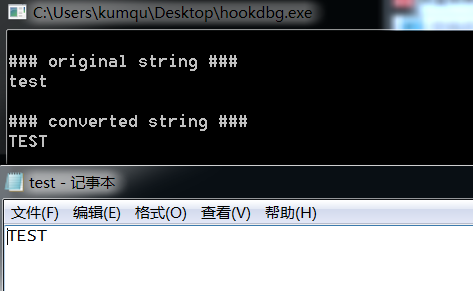 C:\Users\kumqu\Desktop\hookdbg.exe
### original string ###
test
### converted string ###
TEST
test - 记事本
文件(F) 编辑(E) 格式(O) 查看(V) 帮助(H)
TEST